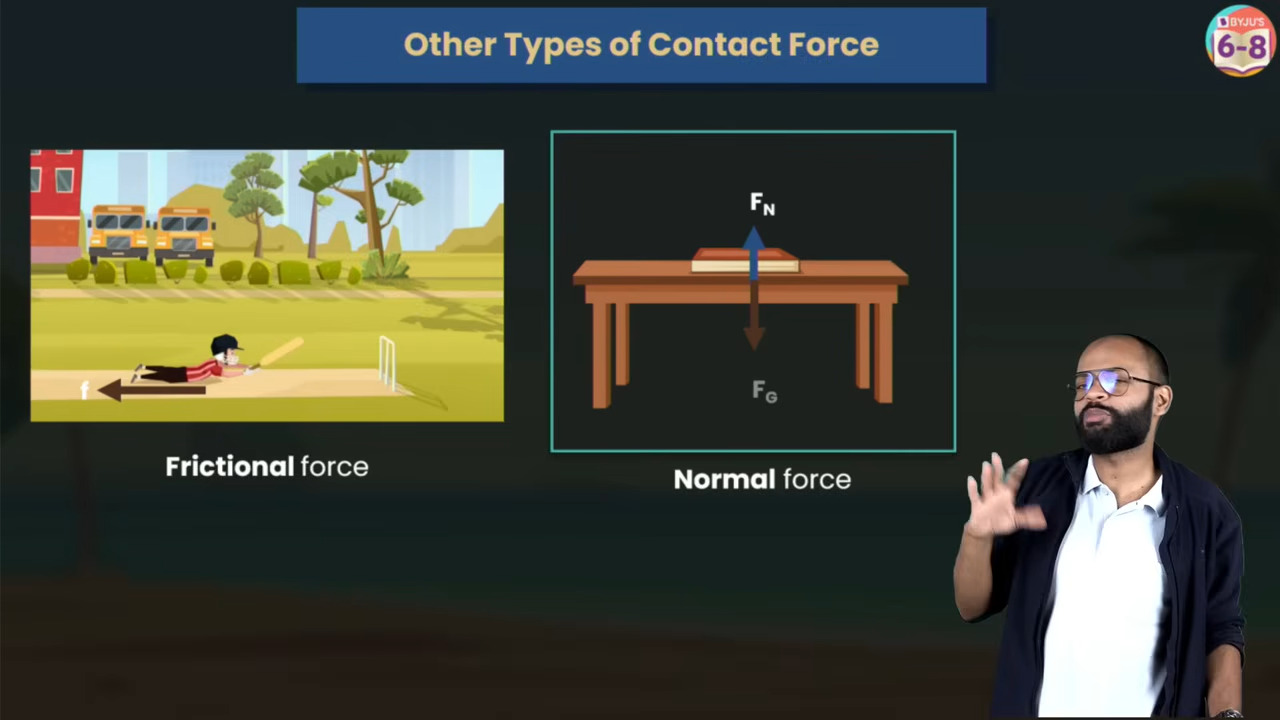 Other Types of Contact Force
BYJU'S
6-8
F_N
F_G
f
Frictional force
Normal force